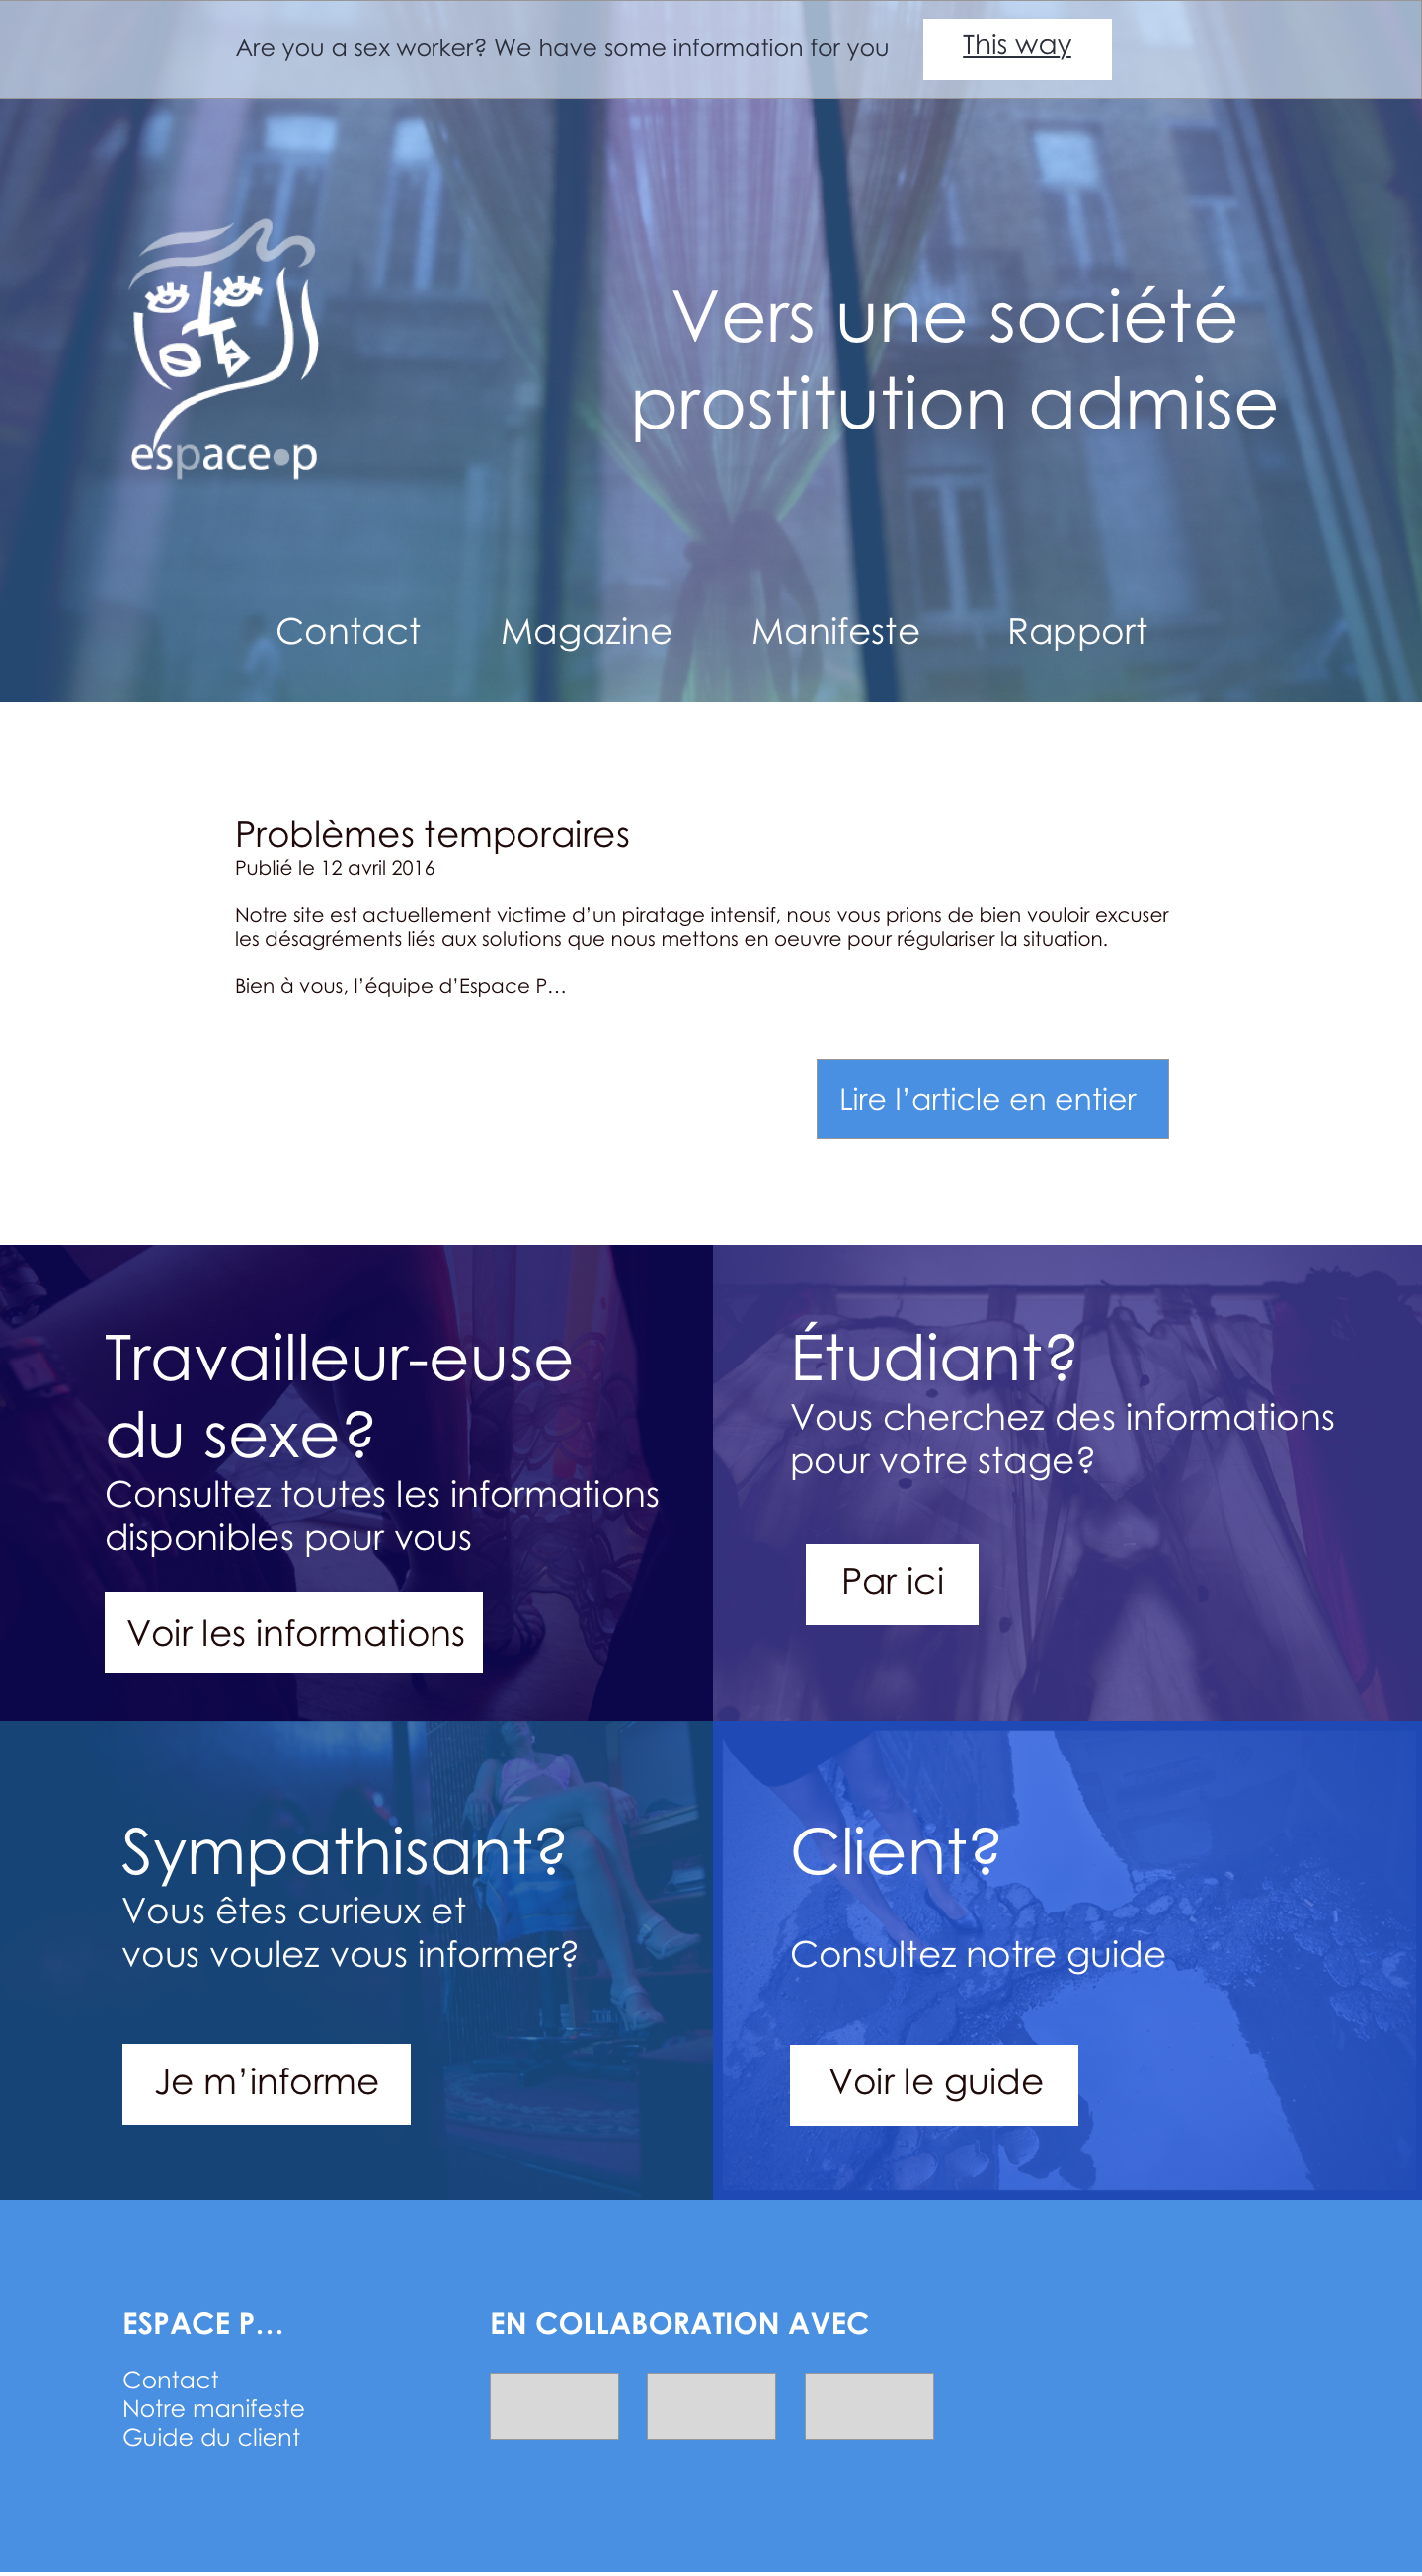 Are you a sex worker? We have some information for you
This way
espace•p
Vers une société
prostitution admise
Contact
Magazine
Manifeste
Rapport
Problèmes temporaires
Publié le 12 avril 2016
Notre site est actuellement victime d’un piratage intensif, nous vous prions de bien vouloir excuser
les désagréments liés aux solutions que nous mettons en oeuvre pour régulariser la situation.
Bien à vous, l’équipe d’Espace P…
Lire l’article en entier
Travailleur-euse
du sexe?
Consultez toutes les informations
disponibles pour vous
Voir les informations
Étudiant?
Vous cherchez des informations
pour votre stage?
Par ici
Sympathisant?
Vous êtes curieux et
vous voulez vous informer?
Je m’informe
Client?
Consultez notre guide
Voir le guide
ESPACE P…
Contact
Notre manifeste
Guide du client
EN COLLABORATION AVEC